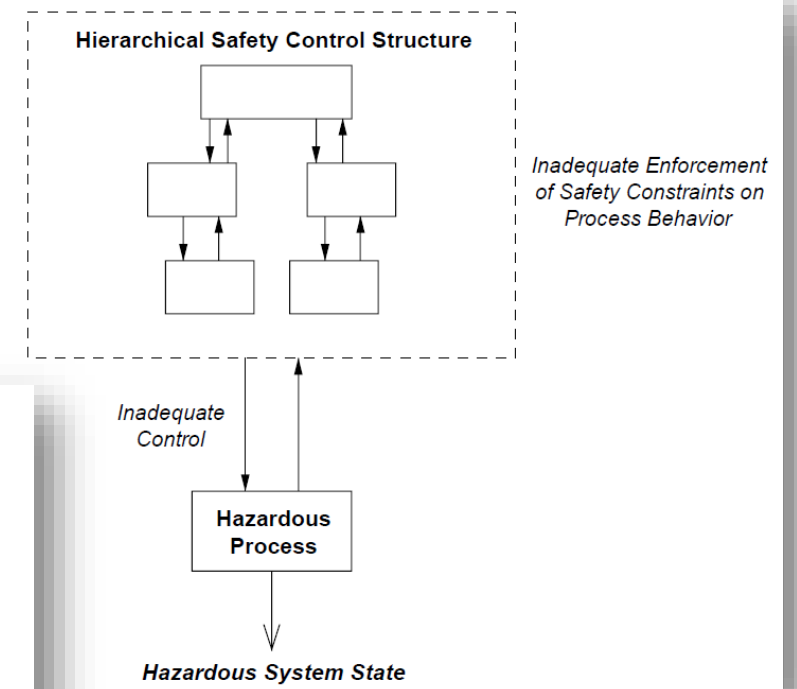 Hierarchical Safety Control Structure
Inadequate Enforcement
of Safety Constraints on
Process Behavior
Inadequate
Control
Hazardous
Process
Hazardous System State